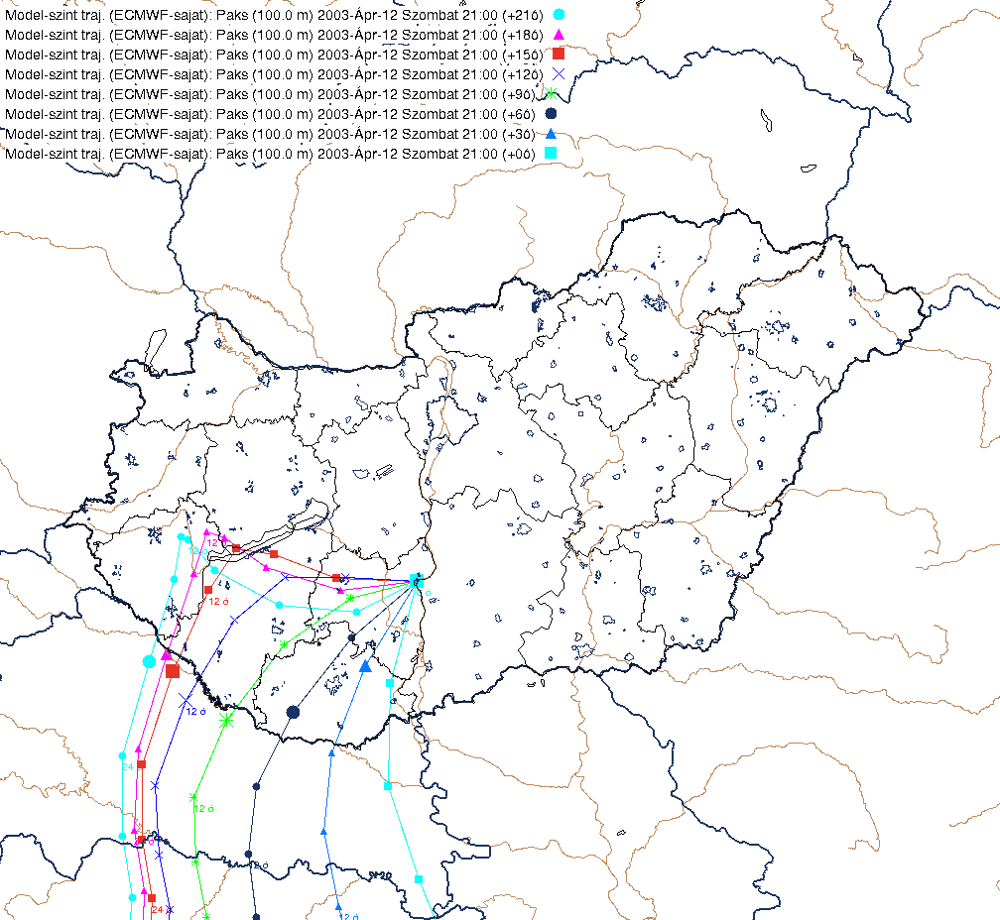 Model-szint traj. (ECMWF-sajat): Paks (100.0 m) 2003-Ápr-12 Szombat 21:00 (+21ó)
Model-szint traj. (ECMWF-sajat): Paks (100.0 m) 2003-Ápr-12 Szombat 21:00 (+18ó)
Model-szint traj. (ECMWF-sajat): Paks (100.0 m) 2003-Ápr-12 Szombat 21:00 (+15ó)
Model-szint traj. (ECMWF-sajat): Paks (100.0 m) 2003-Ápr-12 Szombat 21:00 (+12ó)
Model-szint traj. (ECMWF-sajat): Paks (100.0 m) 2003-Ápr-12 Szombat 21:00 (+9ó)
Model-szint traj. (ECMWF-sajat): Paks (100.0 m) 2003-Ápr-12 Szombat 21:00 (+6ó)
Model-szint traj. (ECMWF-sajat): Paks (100.0 m) 2003-Ápr-12 Szombat 21:00 (+3ó)
Model-szint traj. (ECMWF-sajat): Paks (100.0 m) 2003-Ápr-12 Szombat 21:00 (+0ó)
12
12 ó
ó
12 ó
12 ó
24
12 ó
ó
ó
24
12 ó